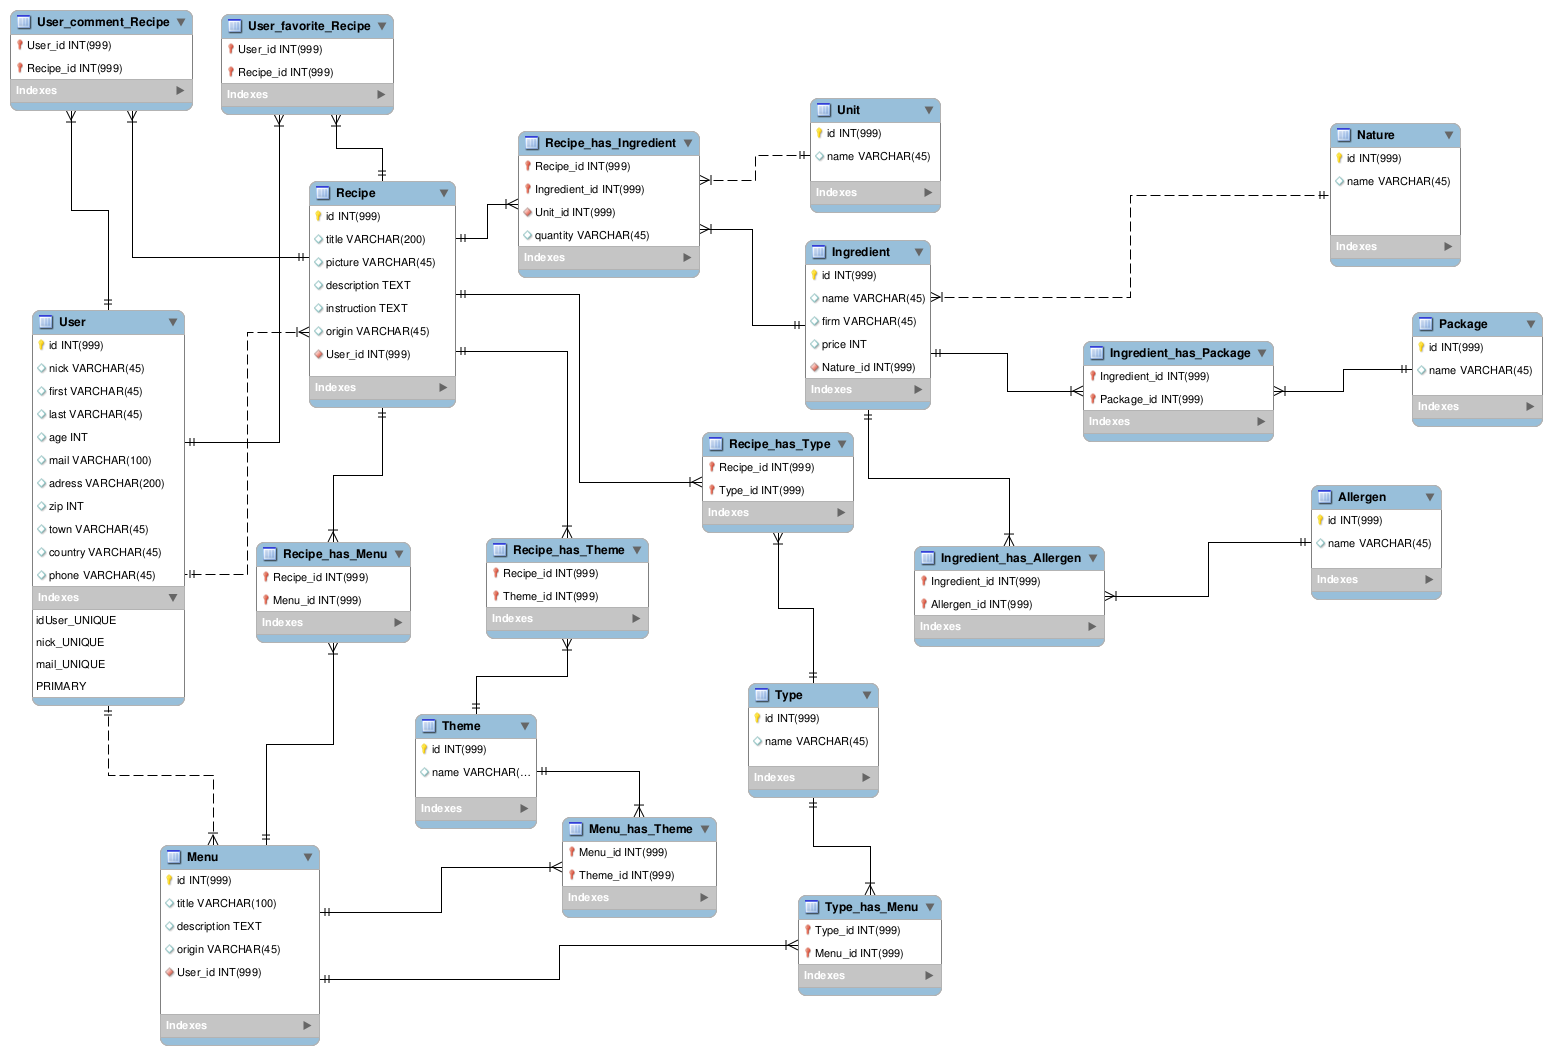 User_comment_Recipe
User_id INT(999)
Recipe_id INT(999)
Indexes
User_favorite_Recipe
User_id INT(999)
Recipe_id INT(999)
Indexes
Recipe_has_Ingredient
Recipe_id INT(999)
Ingredient_id INT(999)
Unit_id INT(999)
quantity VARCHAR(45)
Indexes
Unit
id INT(999)
name VARCHAR(45)
Indexes
Nature
id INT(999)
name VARCHAR(45)
Indexes
Recipe
id INT(999)
title VARCHAR(200)
picture VARCHAR(45)
description TEXT
instruction TEXT
origin VARCHAR(45)
User_id INT(999)
Indexes
Ingredient
id INT(999)
name VARCHAR(45)
firm VARCHAR(45)
price INT
Nature_id INT(999)
Indexes
User
id INT(999)
nick VARCHAR(45)
first VARCHAR(45)
last VARCHAR(45)
age INT
mail VARCHAR(100)
adress VARCHAR(200)
zip INT
town VARCHAR(45)
country VARCHAR(45)
phone VARCHAR(45)
Indexes
idUser_UNIQUE
nick_UNIQUE
mail_UNIQUE
PRIMARY
Ingredient_has_Package
Ingredient_id INT(999)
Package_id INT(999)
Indexes
Package
id INT(999)
name VARCHAR(45)
Indexes
Recipe_has_Type
Recipe_id INT(999)
Type_id INT(999)
Indexes
Allergen
id INT(999)
name VARCHAR(45)
Indexes
Recipe_has_Menu
Recipe_id INT(999)
Menu_id INT(999)
Indexes
Recipe_has_Theme
Recipe_id INT(999)
Theme_id INT(999)
Indexes
Ingredient_has_Allergen
Ingredient_id INT(999)
Allergen_id INT(999)
Indexes
Type
id INT(999)
name VARCHAR(45)
Indexes
Theme
id INT(999)
name VARCHAR(...
Indexes
Menu_has_Theme
Menu_id INT(999)
Theme_id INT(999)
Indexes
Menu
id INT(999)
title VARCHAR(100)
description TEXT
origin VARCHAR(45)
User_id INT(999)
Indexes
Type_has_Menu
Type_id INT(999)
Menu_id INT(999)
Indexes